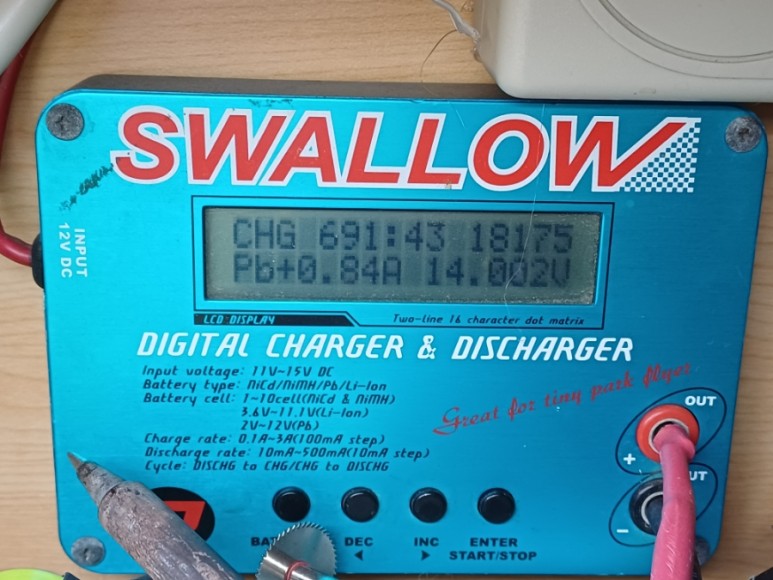 SWALLOW
INPUT
12V DC
CHG 691:43 18175
Pb+0.84A 14.002V
LCD DISPLAY
Two-line 16 character dot matrix
DIGITAL CHARGER & DISCHARGER
Input voltage: 11V~15V DC
Battery type: NiCd/NiMH/Pb/Li-Ion
Battery cell: 1~10cell(NiCd & NiMH)
3.6V~11.1V(Li-Ion)
2V~12V(Pb)
Charge rate: 0.1A~3A(100mA step)
Discharge rate: 10mA~500mA(10mA step)
Cycle: DISCHG to CHG/CHG to DISCHG
Great for tiny park flyer
OUT
+
UT
-
BA
DEC
INC
ENTER
START/STOP